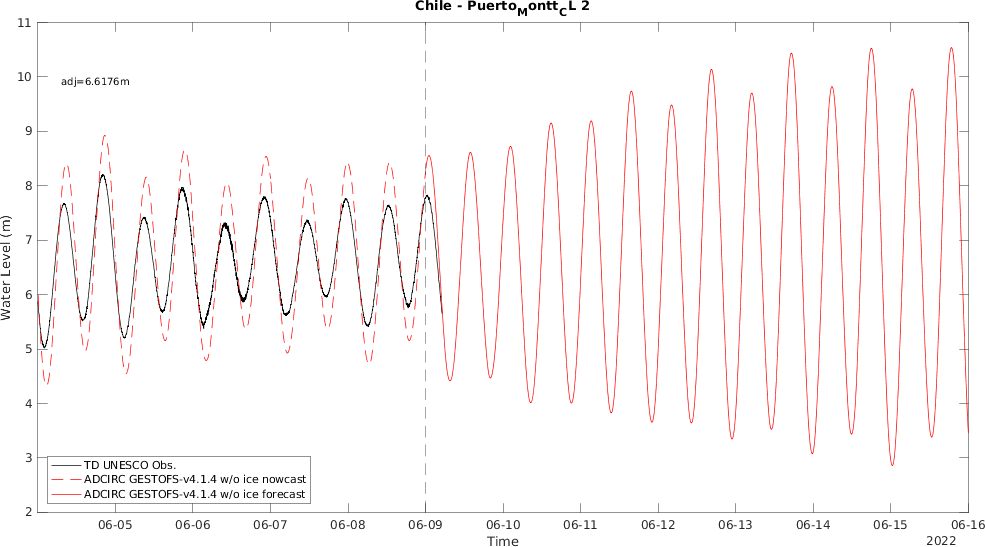 Chile - Puerto_Montt_CL 2
adj=6.6176m
11
10
9
8
7
6
5
4
3
2
Water Level (m)
TD UNESCO Obs.
ADCIRC GESTOFS-v4.1.4 w/o ice nowcast
ADCIRC GESTOFS-v4.1.4 w/o ice forecast
06-05 06-06 06-07 06-08 06-09 06-10 06-11 06-12 06-13 06-14 06-15 06-16
Time
2022